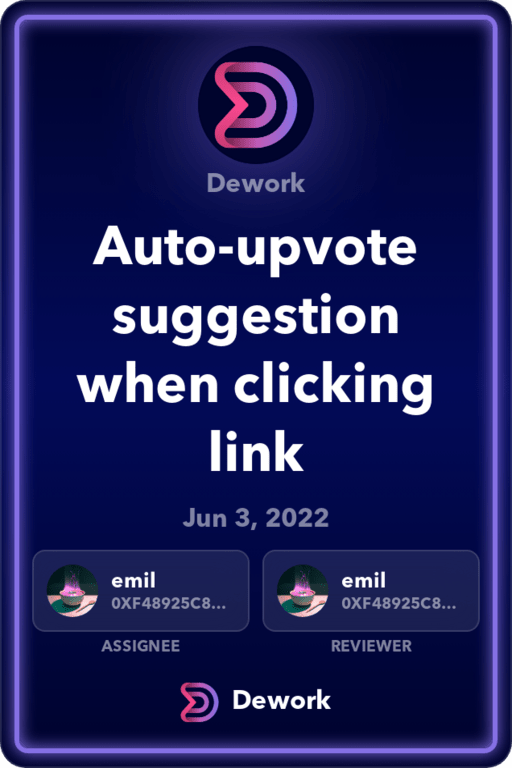 Dework
Auto-upvote
suggestion
when clicking
link
Jun 3, 2022
emil
0XF48925C8...
ASSIGNEE
emil
0XF48925C8...
REVIEWER
Dework